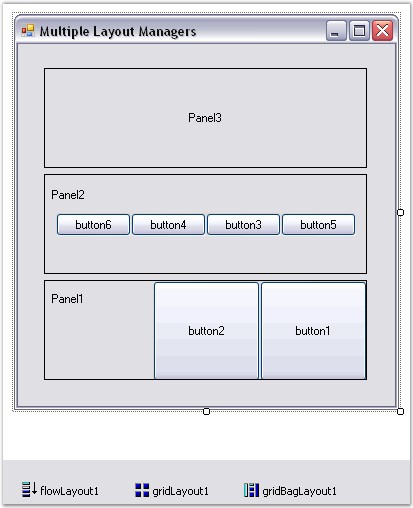 Multiple Layout Managers
Panel3
Panel2
button6 button4 button3 button5
Panel1
button2 button1
flowLayout1 gridLayout1 gridBagLayout1